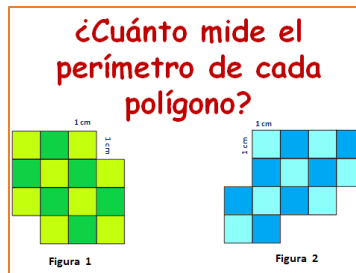 ¿Cuánto mide el
perímetro de cada
polígono?
1 cm
1 cm
1 cm
1 cm
Figura 1
Figura 2